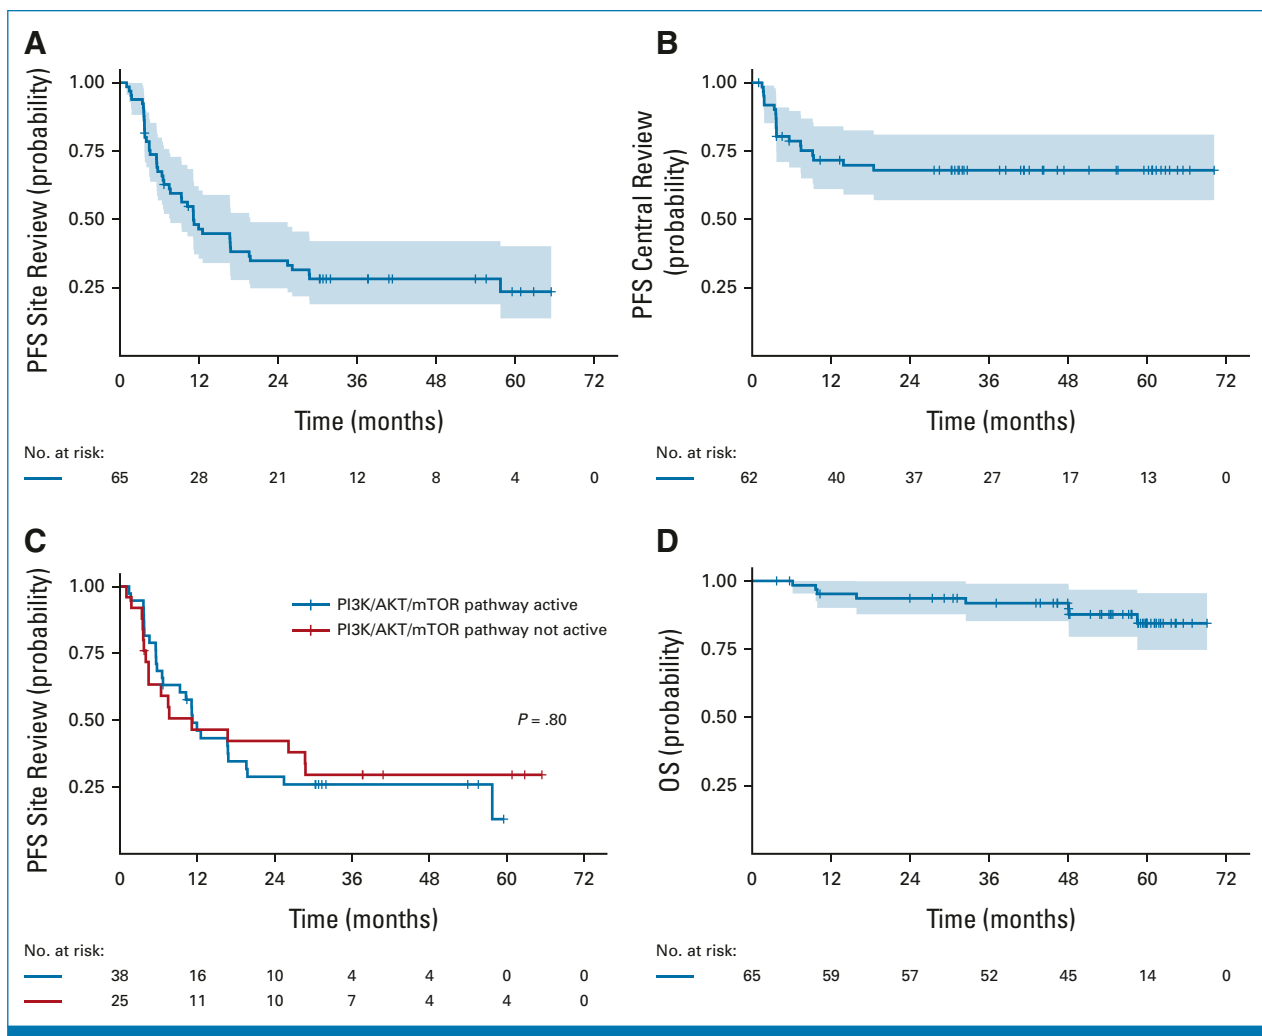 A
PFS Site Review (probability)
1.00
0.75
0.50
0.25
0 12 24 36 48 60 72
Time (months)
No. at risk:
65 28 21 12 8 4 0
B
PFS Central Review
(probability)
1.00
0.75
0.50
0.25
0 12 24 36 48 60 72
Time (months)
No. at risk:
62 40 37 27 17 13 0
C
PFS Site Review (probability)
1.00
0.75
0.50
0.25
PI3K/AKT/mTOR pathway active
PI3K/AKT/mTOR pathway not active
P = .80
0 12 24 36 48 60 72
Time (months)
No. at risk:
38 16 10 4 4 0 0
25 11 10 7 4 4 0
D
OS (probability)
1.00
0.75
0.50
0.25
0 12 24 36 48 60 72
Time (months)
No. at risk:
65 59 57 52 45 14 0